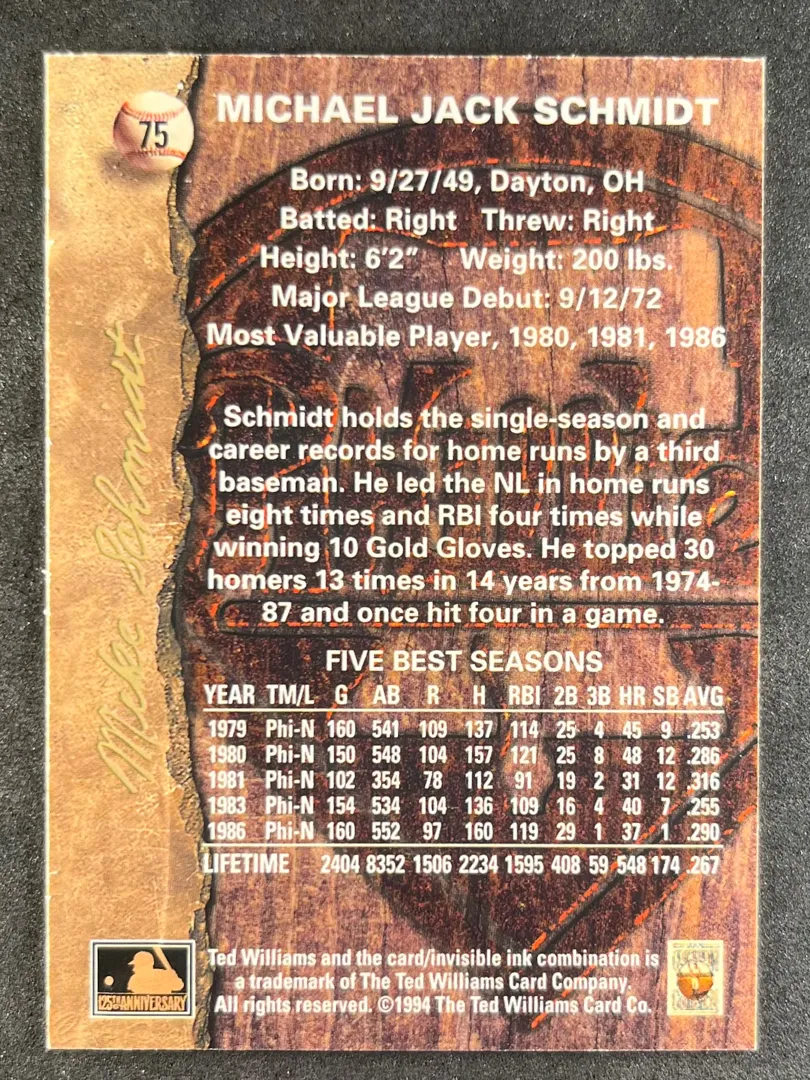 75
MICHAEL JACK SCHMIDT
Born: 9/27/49, Dayton, OH
Batted: Right Threw: Right
Height: 6'2" Weight: 200 lbs.
Major League Debut: 9/12/72
Most Valuable Player, 1980, 1981, 1986
Mike Schmidt
Schmidt holds the single-season and
career records for home runs by a third
baseman. He led the NL in home runs
eight times and RBI four times while
winning 10 Gold Gloves. He topped 30
homers 13 times in 14 years from 1974-
87 and once hit four in a game.
FIVE BEST SEASONS
YEAR TM/L G AB R H RBI 2B 3B HR SB AVG
1979 Phi-N 160 541 109 137 114 25 4 45 9 .253
1980 Phi-N 150 548 104 157 121 25 8 48 12 .286
1981 Phi-N 102 354 78 112 91 19 2 31 12 .316
1983 Phi-N 154 534 104 136 109 16 4 40 7 .255
1986 Phi-N 160 552 97 160 119 29 1 37 1 .290
LIFETIME 2404 8352 1506 2234 1595 408 59 548 174 .267
125TH ANNIVERSARY
Ted Williams and the card/invisible ink combination is
a trademark of The Ted Williams Card Company.
All rights reserved. ©1994 The Ted Williams Card Co.